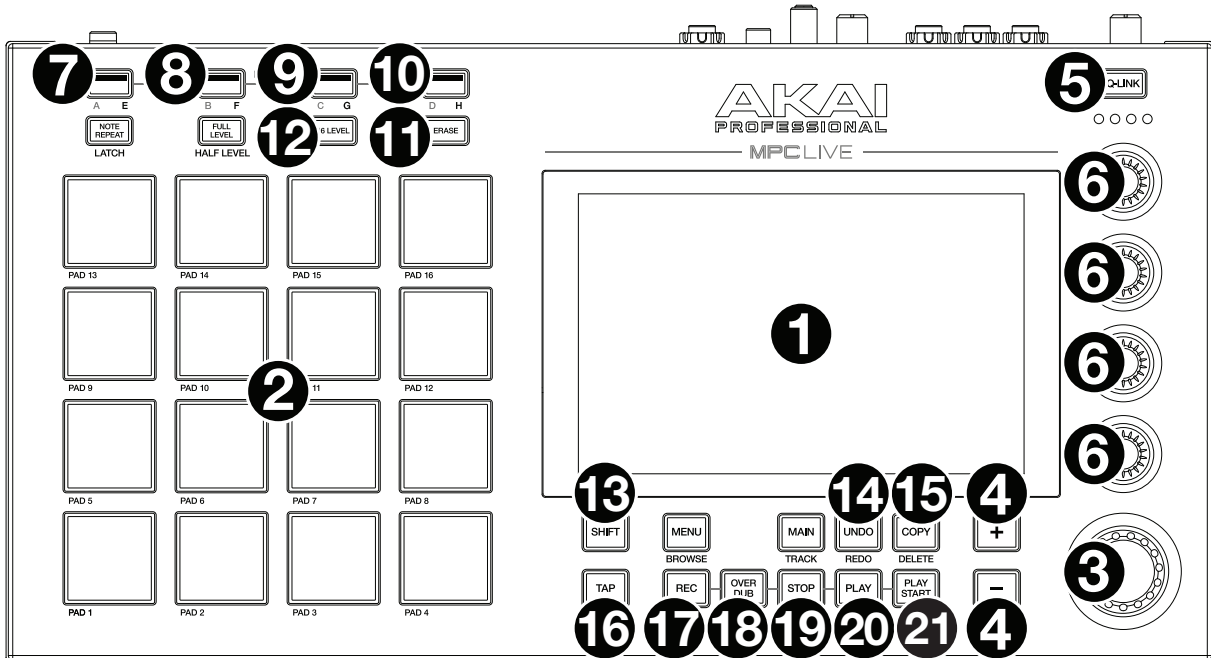 7
8
9
10
5
Q-LINK
A E
B F
C G
D H
NOTE REPEAT
FULL LEVEL
12
6 LEVEL
11
ERASE
LATCH
HALF LEVEL
AKAI
PROFESSIONAL
MPCLIVE
6
PAD 13
PAD 14
PAD 15
PAD 16
6
1
2
PAD 9
PAD 10
11
PAD 12
6
6
PAD 5
PAD 6
PAD 7
PAD 8
13
14
15
4
SHIFT
MENU
MAIN
UNDO
COPY
+
BROWSE
TRACK
REDO
DELETE
3
TAP
REC
OVER DUB
STOP
PLAY
PLAY START
−
PAD 1
PAD 2
PAD 3
PAD 4
16
17
18
19
20
21
4